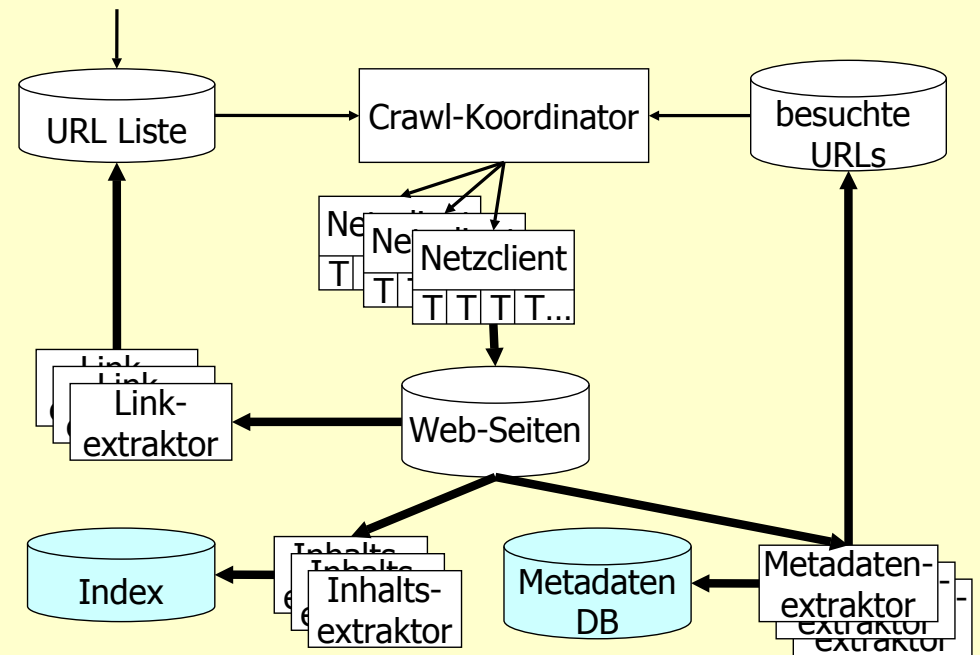 URL Liste
Crawl-Koordinator
besuchte
URLs
Netzclient
T T T T...
Link-
extraktor
Web-Seiten
Index
Inhalts-
extraktor
Metadaten
DB
Metadaten-
extraktor